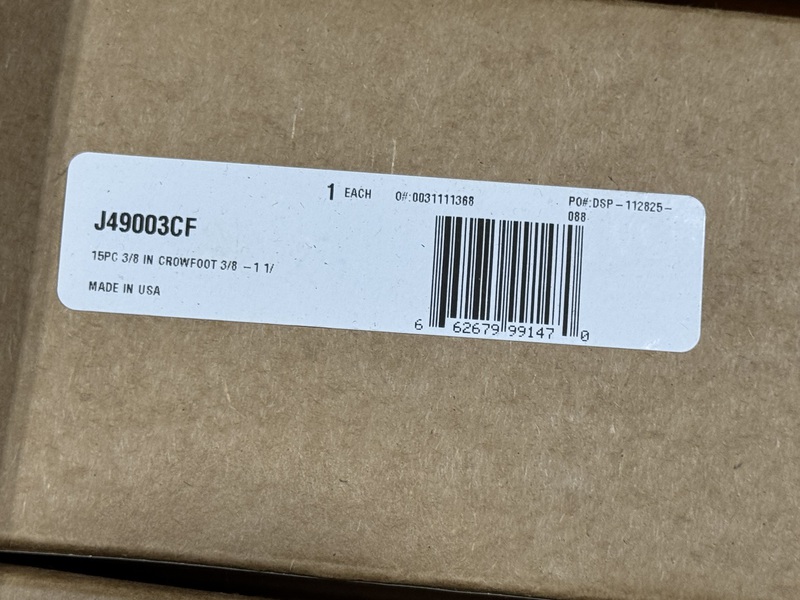 1 EACH O#:0031111368 PO#:DSP-112825-
088
J49003CF
15PC 3/8 IN CROWFOOT 3/8 -1 1/
MADE IN USA
6 62679 99147 0